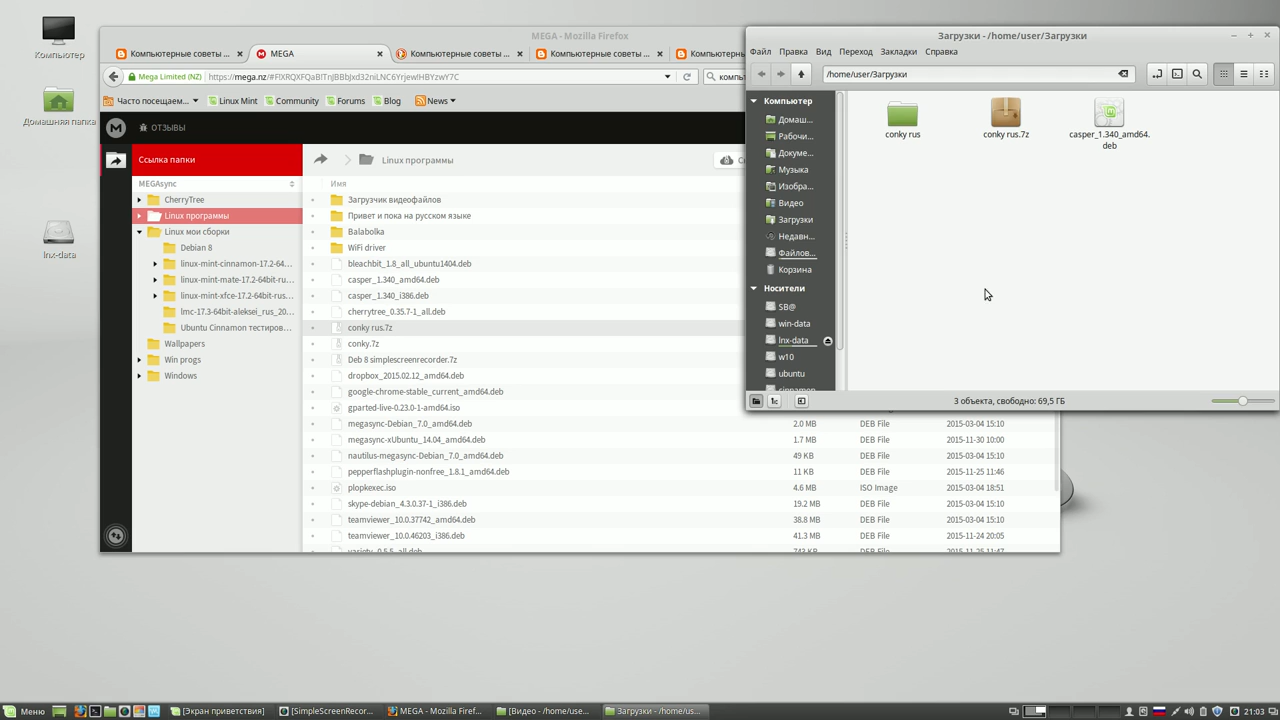 Компьютер
Домашняя папка
lnx-data
MEGA - Mozilla Firefox
Компьютерные советы ...
MEGA
Компьютерные советы ...
Компьютерные советы ...
Компьютерн
Mega Limited (NZ)
Часто посещаем...
Linux Mint
Community
Forums
Blog
News
компь
ОТЗЫВЫ
Ссылка папки
Linux программы
MEGAsync
CherryTree
Linux программы
Linux мои сборки
Debian 8
linux-mint-cinnamon-17.2-64...
linux-mint-mate-17.2-64bit-ru...
linux-mint-xfce-17.2-64bit-rus...
lmc-17.3-64bit-aleksei_rus_20...
Ubuntu Cinnamon тестиров...
Wallpapers
Win progs
Windows
Имя
Загрузчик видеофайлов
Привет и пока на русском языке
Balabolka
WiFi driver
bleachbit_1.8_all_ubuntu1404.deb
casper_1.340_amd64.deb
casper_1.340_i386.deb
cherrytree_0.35.7-1_all.deb
conky rus.7z
conky.7z
Deb 8 simplescreenrecorder.7z
dropbox_2015.02.12_amd64.deb
google-chrome-stable_current_amd64.deb
gparted-live-0.23.0-1-amd64.iso
megasync-Debian_7.0_amd64.deb 2.0 MB DEB File 2015-03-04 15:10
megasync-xUbuntu_14.04_amd64.deb 1.7 MB DEB File 2015-11-30 10:00
nautilus-megasync-Debian_7.0_amd64.deb 49 KB DEB File 2015-03-04 15:10
pepperflashplugin-nonfree_1.8.1_amd64.deb 11 KB DEB File 2015-11-25 11:46
plopkexec.iso 4.6 MB ISO Image 2015-03-04 18:51
skype-debian_4.3.0.37-1_i386.deb 19.2 MB DEB File 2015-03-04 15:10
teamviewer_10.0.37742_amd64.deb 38.8 MB DEB File 2015-03-04 15:10
teamviewer_10.0.46203_i386.deb 41.3 MB DEB File 2015-11-24 20:05
variety_0.5.5_all.deb 743 KB DEB File 2015-11-25 11:47
Загрузки - /home/user/Загрузки
Файл Правка Вид Переход Закладки Справка
/home/user/Загрузки
Компьютер
Домаш...
Рабочи...
Докуме...
Музыка
Изобра...
Видео
Загрузки
Недавн...
Файлов...
Корзина
Носители
SB@
win-data
lnx-data
w10
ubuntu
cinnamon
conky rus
conky rus.7z
casper_1.340_amd64.
deb
3 объекта, свободно: 69,5 ГБ
Меню
[Экран приветствия]
[SimpleScreenRecor...
MEGA - Mozilla Firef...
[Видео - /home/use...
Загрузки - /home/us...
21:03